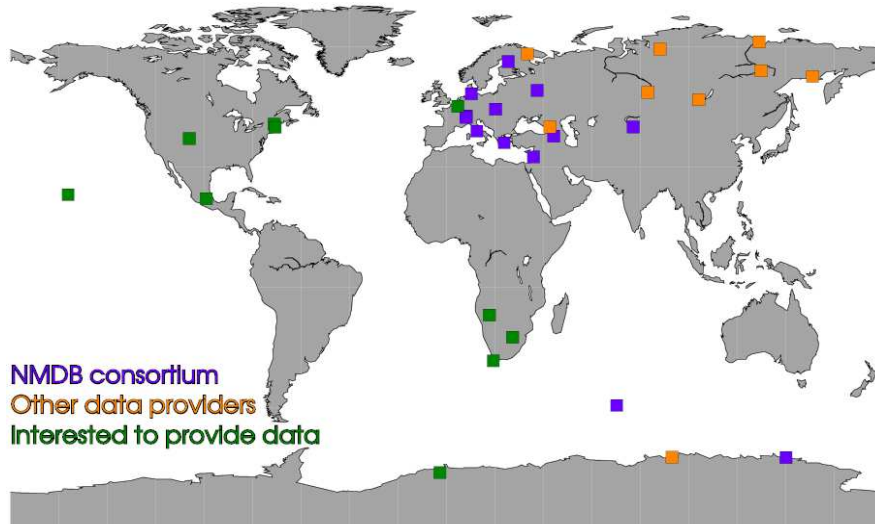 NMDB consortium
Other data providers
Interested to provide data